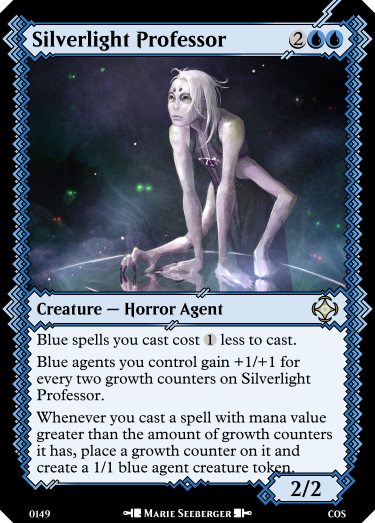 Silverlight Professor 2
Creature — Horror Agent
Blue spells you cast cost 1 less to cast.
Blue agents you control gain +1/+1 for
every two growth counters on Silverlight
Professor.
Whenever you cast a spell with mana value
greater than the amount of growth counters
it has, place a growth counter on it and
create a 1/1 blue agent creature token.
2/2
0149 Marie Seeberger COS